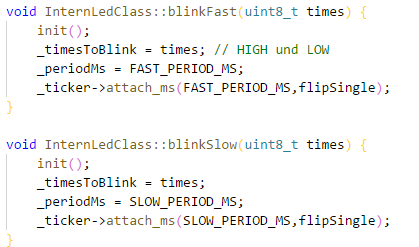 void InternLedClass::blinkFast(uint8_t times) {
init();
_timesToBlink = times; // HIGH und LOW
_periodMs = FAST_PERIOD_MS;
_ticker->attach_ms(FAST_PERIOD_MS,flipSingle);
}
void InternLedClass::blinkSlow(uint8_t times) {
init();
_timesToBlink = times;
_periodMs = SLOW_PERIOD_MS;
_ticker->attach_ms(SLOW_PERIOD_MS,flipSingle);
}